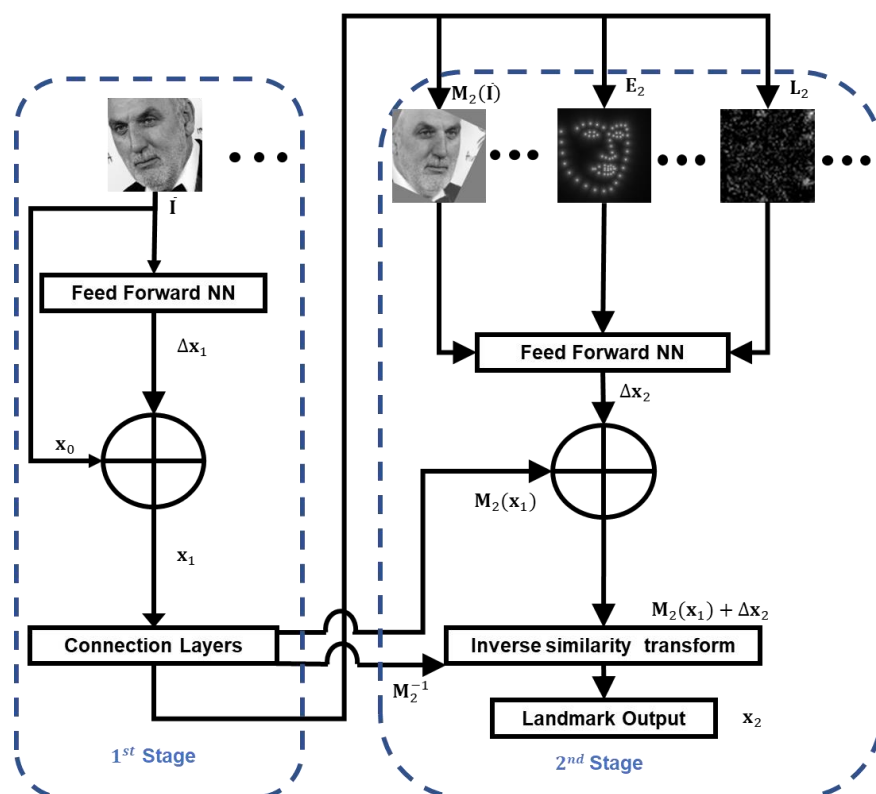 Ī
Feed Forward NN
Δx₁
x₀
x₁
Connection Layers
1ˢᵗ Stage
M₂(Ī)
E₂
L₂
Feed Forward NN
Δx₂
M₂(x₁)
M₂(x₁) + Δx₂
Inverse similarity transform
M₂⁻¹
Landmark Output
x₂
2ⁿᵈ Stage